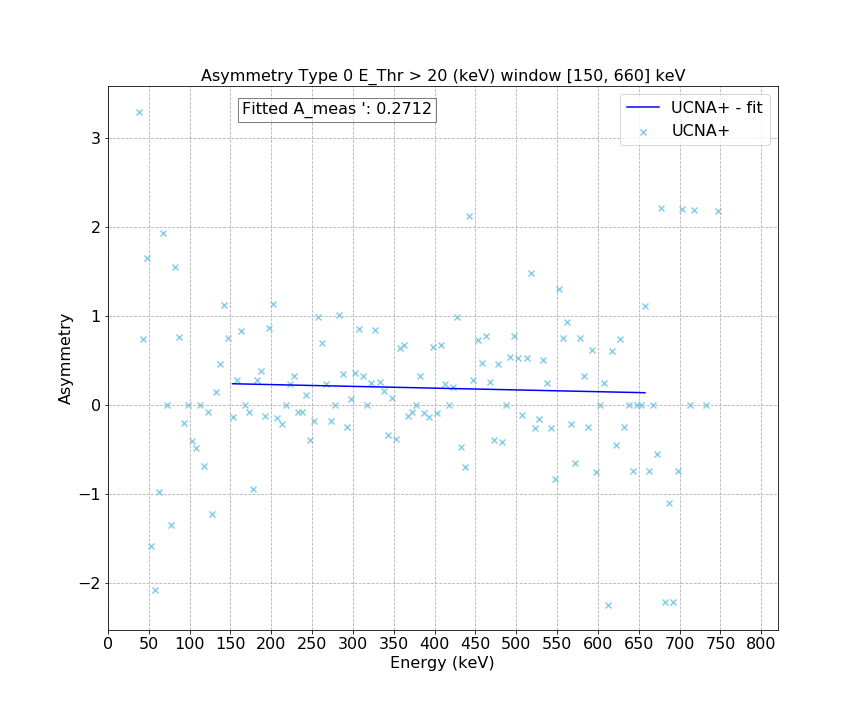 Asymmetry Type 0 E_Thr > 20 (keV) window [150, 660] keV
Fitted A_meas ': 0.2712
UCNA+ - fit
UCNA+
Asymmetry
3
2
1
0
−1
−2
0 50 100 150 200 250 300 350 400 450 500 550 600 650 700 750 800
Energy (keV)